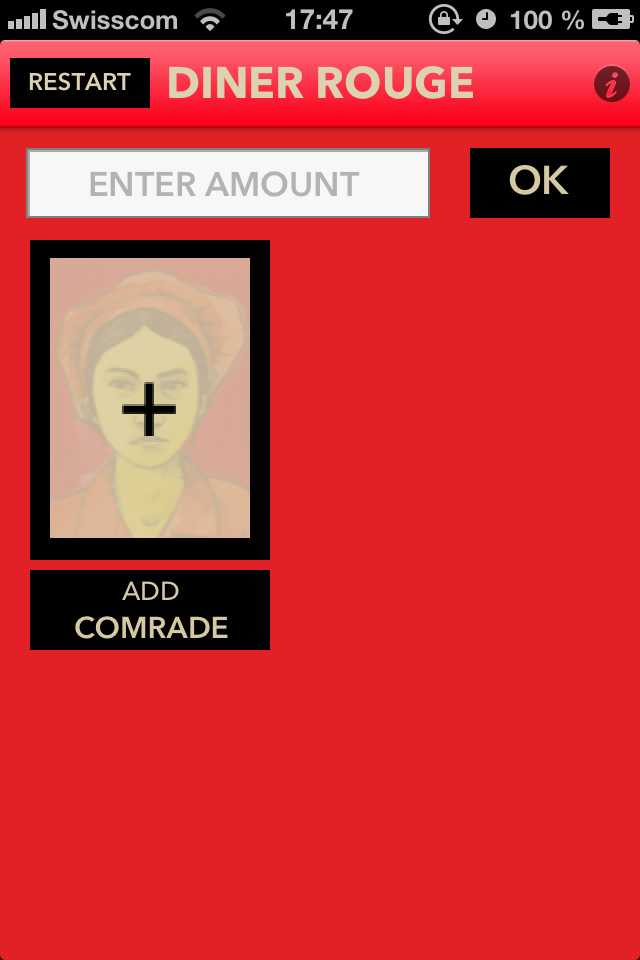 Swisscom 17:47 100 %
RESTART DINER ROUGE i
ENTER AMOUNT OK
ADD
COMRADE